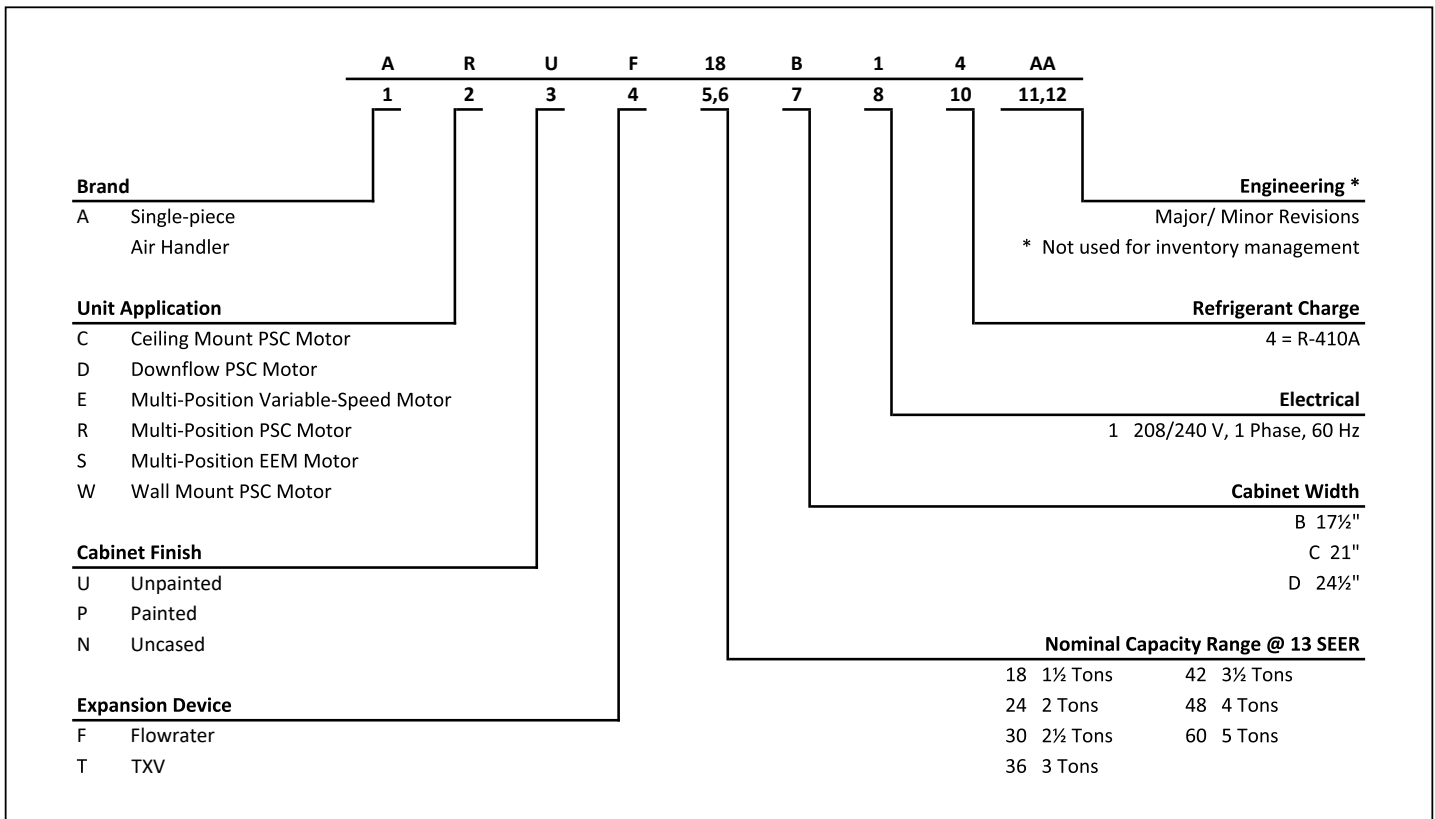 A R U F 18 B 1 4 AA
1 2 3 4 5,6 7 8 10 11,12
Brand
A Single-piece
Air Handler
Unit Application
C Ceiling Mount PSC Motor
D Downflow PSC Motor
E Multi-Position Variable-Speed Motor
R Multi-Position PSC Motor
S Multi-Position EEM Motor
W Wall Mount PSC Motor
Cabinet Finish
U Unpainted
P Painted
N Uncased
Expansion Device
F Flowrater
T TXV
Engineering *
Major/ Minor Revisions
* Not used for inventory management
Refrigerant Charge
4 = R-410A
Electrical
1 208/240 V, 1 Phase, 60 Hz
Cabinet Width
B 17½"
C 21"
D 24½"
Nominal Capacity Range @ 13 SEER
18 1½ Tons 42 3½ Tons
24 2 Tons 48 4 Tons
30 2½ Tons 60 5 Tons
36 3 Tons